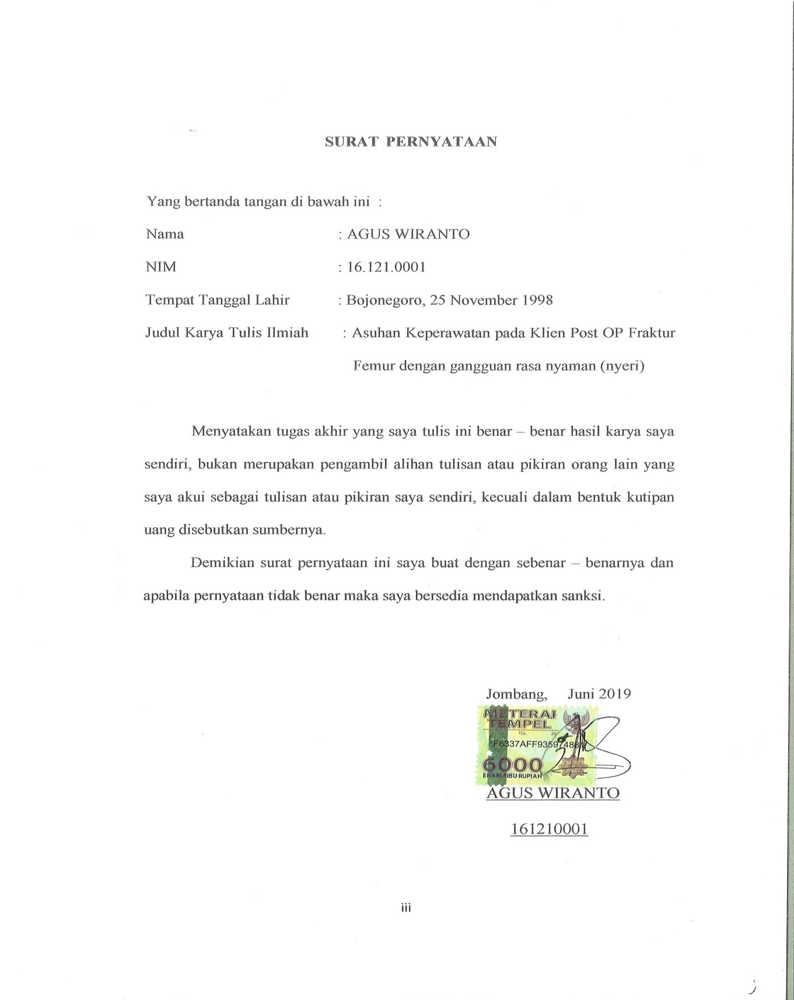 SURAT PERNYATAAN
Yang bertanda tangan di bawah ini :
Nama : AGUS WIRANTO
NIM : 16.121.0001
Tempat Tanggal Lahir : Bojonegoro, 25 November 1998
Judul Karya Tulis Ilmiah : Asuhan Keperawatan pada Klien Post OP Fraktur
Femur dengan gangguan rasa nyaman (nyeri)
Menyatakan tugas akhir yang saya tulis ini benar – benar hasil karya saya
sendiri, bukan merupakan pengambil alihan tulisan atau pikiran orang lain yang
saya akui sebagai tulisan atau pikiran saya sendiri, kecuali dalam bentuk kutipan
uang disebutkan sumbernya.
Demikian surat pernyataan ini saya buat dengan sebenar – benarnya dan
apabila pernyataan tidak benar maka saya bersedia mendapatkan sanksi.
Jombang, Juni 2019
METERAI
TEMPEL
TGL. 20
6000
ENAM RIBU RUPIAH
AGUS WIRANTO
161210001
iii